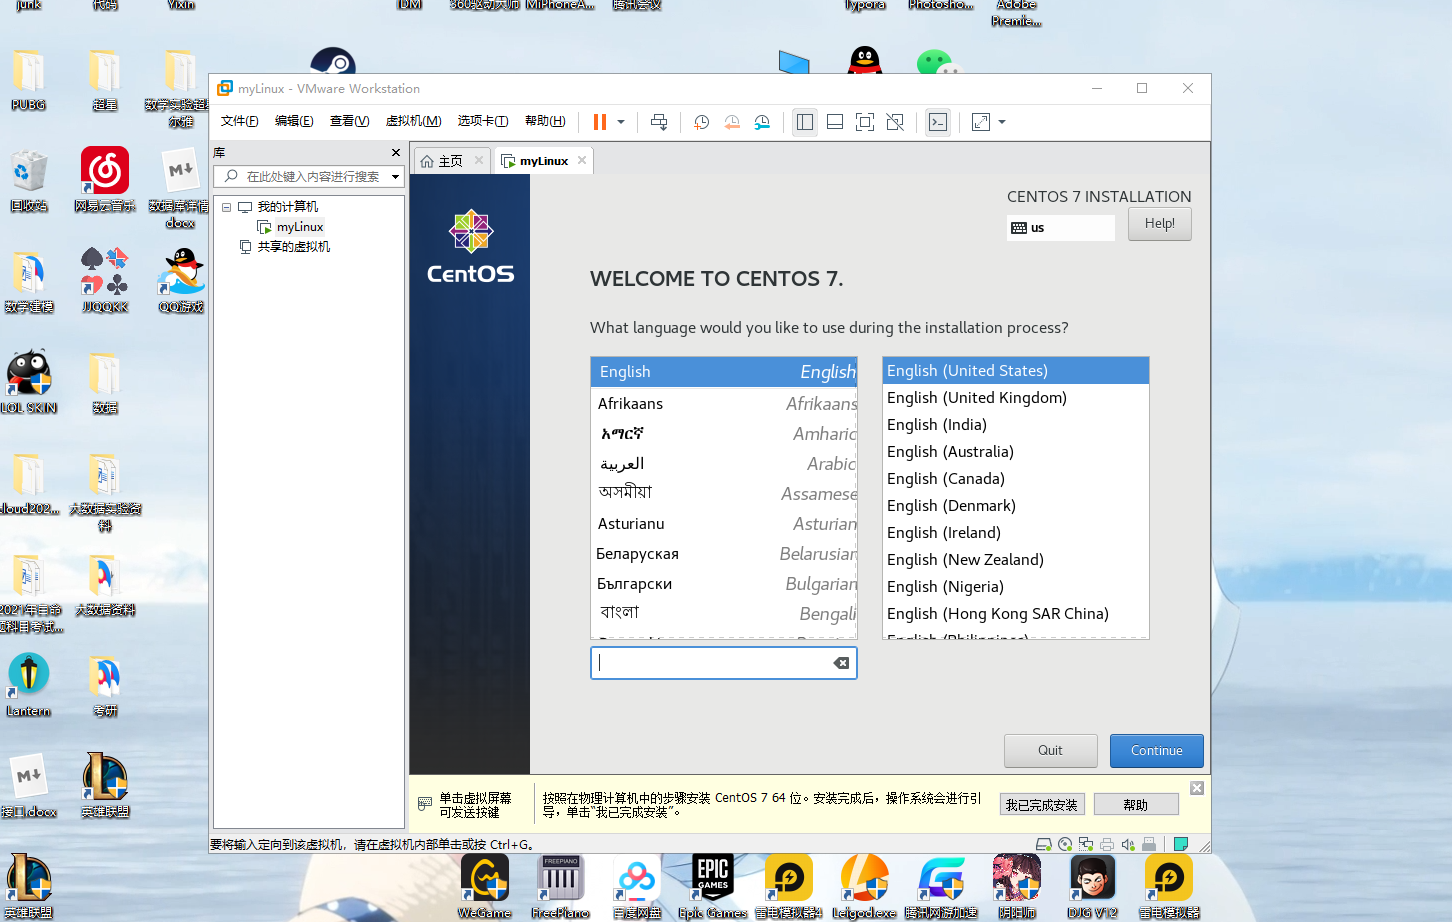 junk
代码
Yixin
IDM
360驱动大师
MiPhoneA...
腾讯会议
Typora
Photosho...
Adobe
Premie...
PUBG
超星
数学实验超星
尔雅
回收站
网易云音乐
数据库详情
docx
数学建模
JJQQKK
QQ游戏
LOL SKIN
数据
cloud202...
大数据实验资
料
2021年自命
题科目考试...
大数据资料
Lantern
考研
接口.docx
英雄联盟
英雄联盟
myLinux - VMware Workstation
文件(F) 编辑(E) 查看(V) 虚拟机(M) 选项卡(T) 帮助(H)
库
在此处键入内容进行搜索
我的计算机
myLinux
共享的虚拟机
主页
myLinux
CentOS
CENTOS 7 INSTALLATION
us
Help!
WELCOME TO CENTOS 7.
What language would you like to use during the installation process?
English English
Afrikaans Afrikaans
አማርኛ Amharic
العربية Arabic
অসমীয়া Assamese
Asturianu Asturian
Беларуская Belarusian
Български Bulgarian
বাংলা Bengali
English (United States)
English (United Kingdom)
English (India)
English (Australia)
English (Canada)
English (Denmark)
English (Ireland)
English (New Zealand)
English (Nigeria)
English (Hong Kong SAR China)
English (Philippines)
Quit
Continue
单击虚拟屏幕
可发送按键
按照在物理计算机中的步骤安装 CentOS 7 64 位。安装完成后，操作系统会进行引
导，单击“我已完成安装”。
我已完成安装
帮助
要将输入定向到该虚拟机，请在虚拟机内部单击或按 Ctrl+G。
WeGame
FREEPIANO
FreePiano
百度网盘
EPIC
GAMES
Epic Games
雷电模拟器4
Leigod.exe
腾讯网游加速
阴阳师
DJG V12
雷电模拟器